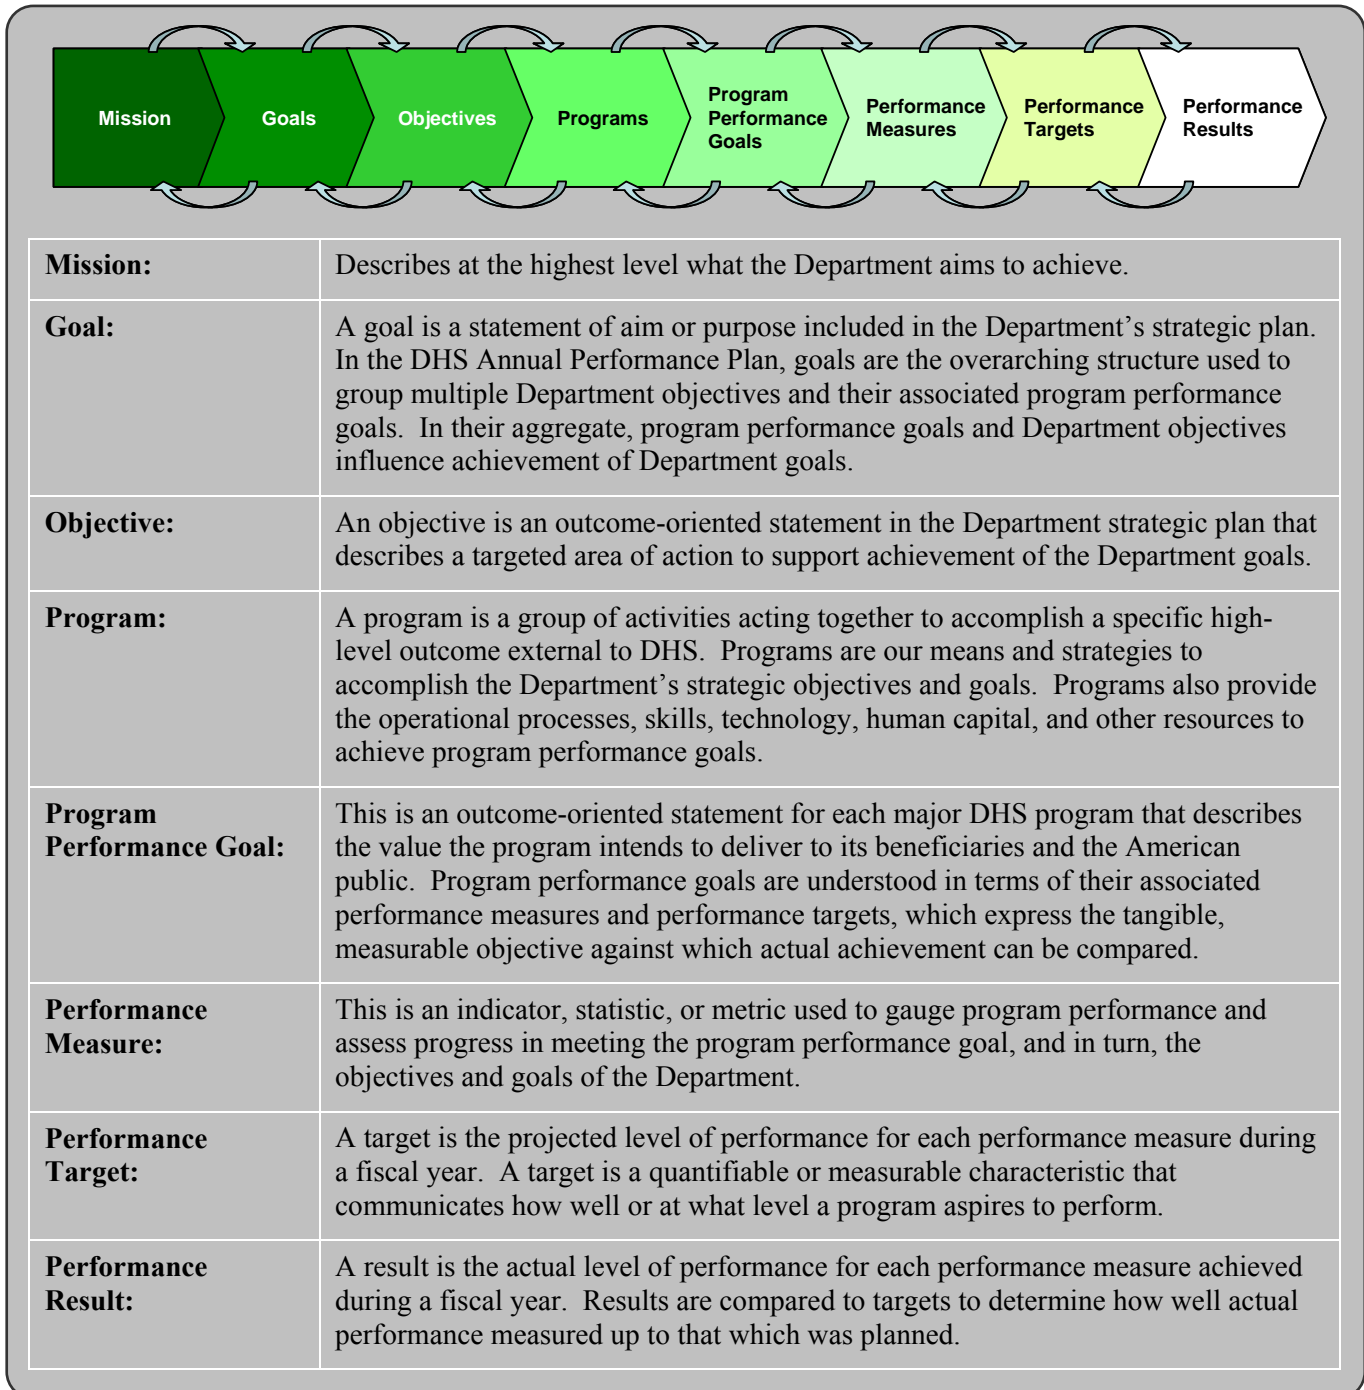 Mission
Goals
Objectives
Programs
Program
Performance
Goals
Performance
Measures
Performance
Targets
Performance
Results
Mission:
Describes at the highest level what the Department aims to achieve.
Goal:
A goal is a statement of aim or purpose included in the Department’s strategic plan.
In the DHS Annual Performance Plan, goals are the overarching structure used to
group multiple Department objectives and their associated program performance
goals.  In their aggregate, program performance goals and Department objectives
influence achievement of Department goals.
Objective:
An objective is an outcome-oriented statement in the Department strategic plan that
describes a targeted area of action to support achievement of the Department goals.
Program:
A program is a group of activities acting together to accomplish a specific high-
level outcome external to DHS.  Programs are our means and strategies to
accomplish the Department’s strategic objectives and goals.  Programs also provide
the operational processes, skills, technology, human capital, and other resources to
achieve program performance goals.
Program
Performance Goal:
This is an outcome-oriented statement for each major DHS program that describes
the value the program intends to deliver to its beneficiaries and the American
public.  Program performance goals are understood in terms of their associated
performance measures and performance targets, which express the tangible,
measurable objective against which actual achievement can be compared.
Performance
Measure:
This is an indicator, statistic, or metric used to gauge program performance and
assess progress in meeting the program performance goal, and in turn, the
objectives and goals of the Department.
Performance
Target:
A target is the projected level of performance for each performance measure during
a fiscal year.  A target is a quantifiable or measurable characteristic that
communicates how well or at what level a program aspires to perform.
Performance
Result:
A result is the actual level of performance for each performance measure achieved
during a fiscal year.  Results are compared to targets to determine how well actual
performance measured up to that which was planned.